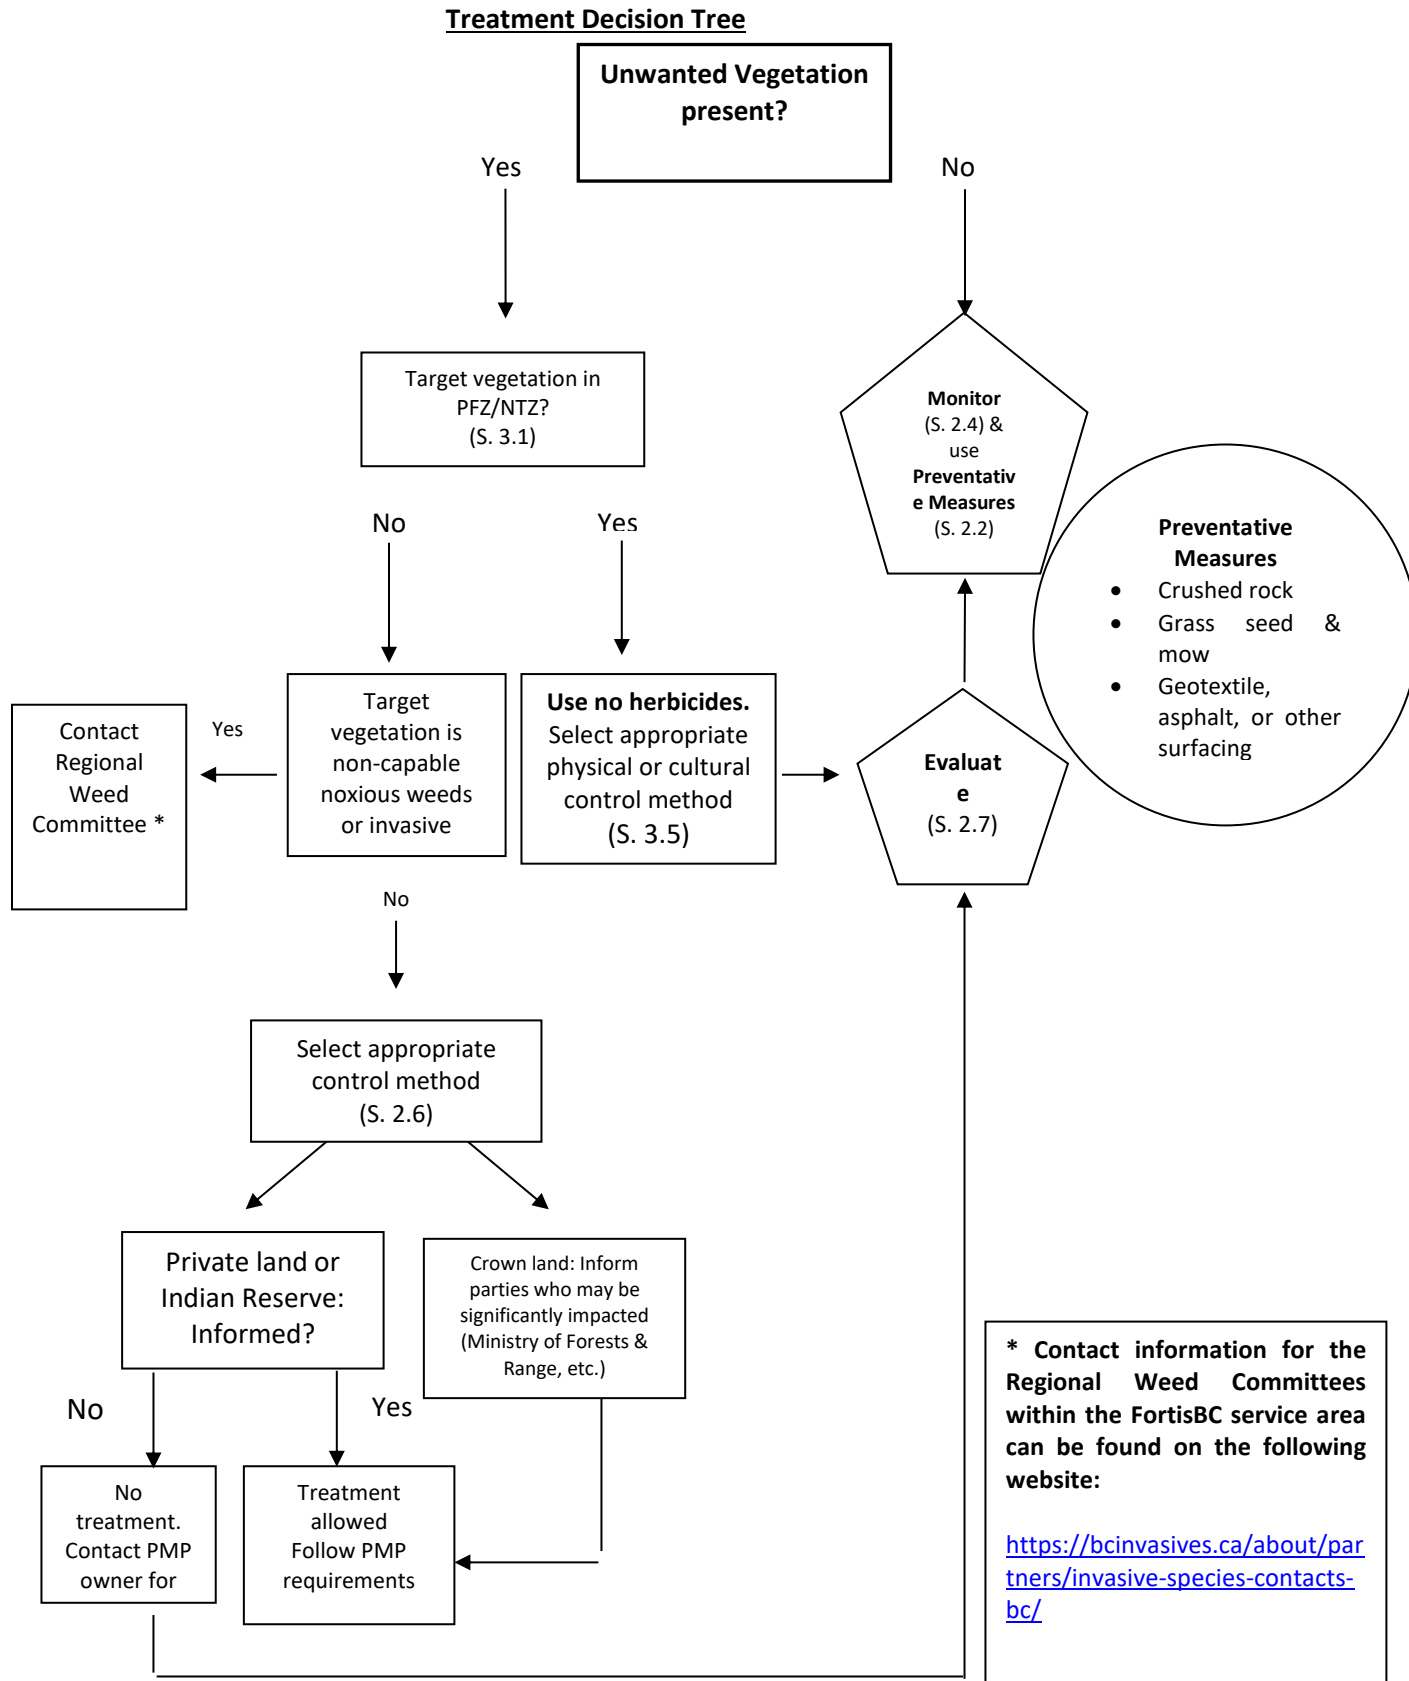 Treatment Decision Tree
Unwanted Vegetation
present?
Yes
No
Target vegetation in
PFZ/NTZ?
(S. 3.1)
Monitor
(S. 2.4) &
use
Preventativ
e Measures
(S. 2.2)
Preventative
Measures
• Crushed rock
• Grass seed &
mow
• Geotextile,
asphalt, or other
surfacing
No
Yes
Contact
Regional
Weed
Committee *
Yes
Target
vegetation is
non-capable
noxious weeds
or invasive
Use no herbicides.
Select appropriate
physical or cultural
control method
(S. 3.5)
Evaluat
e
(S. 2.7)
No
Select appropriate
control method
(S. 2.6)
Private land or
Indian Reserve:
Informed?
Crown land: Inform
parties who may be
significantly impacted
(Ministry of Forests &
Range, etc.)
No
Yes
No
treatment.
Contact PMP
owner for
Treatment
allowed
Follow PMP
requirements
* Contact information for the
Regional Weed Committees
within the FortisBC service area
can be found on the following
website:
https://bcinvasives.ca/about/par
tners/invasive-species-contacts-
bc/